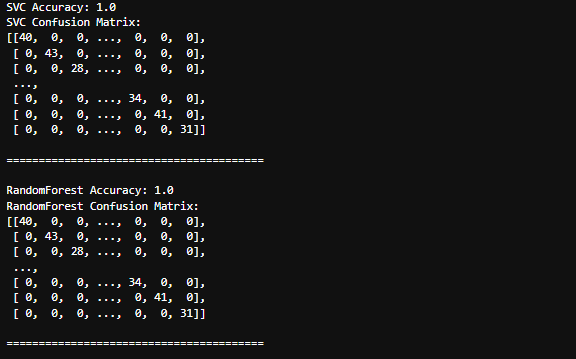 SVC Accuracy: 1.0
SVC Confusion Matrix:
[[40,  0,  0, ...,  0,  0,  0],
 [ 0, 43,  0, ...,  0,  0,  0],
 [ 0,  0, 28, ...,  0,  0,  0],
 ...,
 [ 0,  0,  0, ..., 34,  0,  0],
 [ 0,  0,  0, ...,  0, 41,  0],
 [ 0,  0,  0, ...,  0,  0, 31]]
========================================
RandomForest Accuracy: 1.0
RandomForest Confusion Matrix:
[[40,  0,  0, ...,  0,  0,  0],
 [ 0, 43,  0, ...,  0,  0,  0],
 [ 0,  0, 28, ...,  0,  0,  0],
 ...,
 [ 0,  0,  0, ..., 34,  0,  0],
 [ 0,  0,  0, ...,  0, 41,  0],
 [ 0,  0,  0, ...,  0,  0, 31]]
========================================